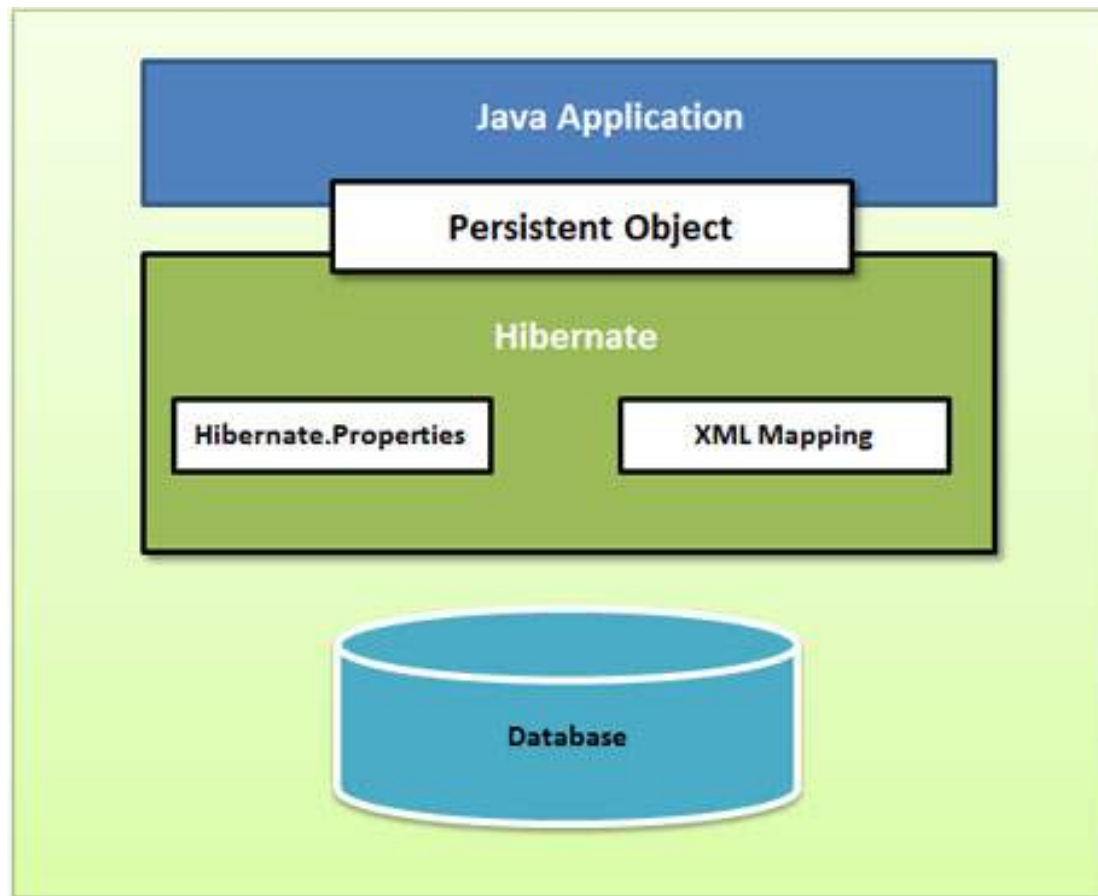 Java Application
Persistent Object
Hibernate
Hibernate.Properties
XML Mapping
Database